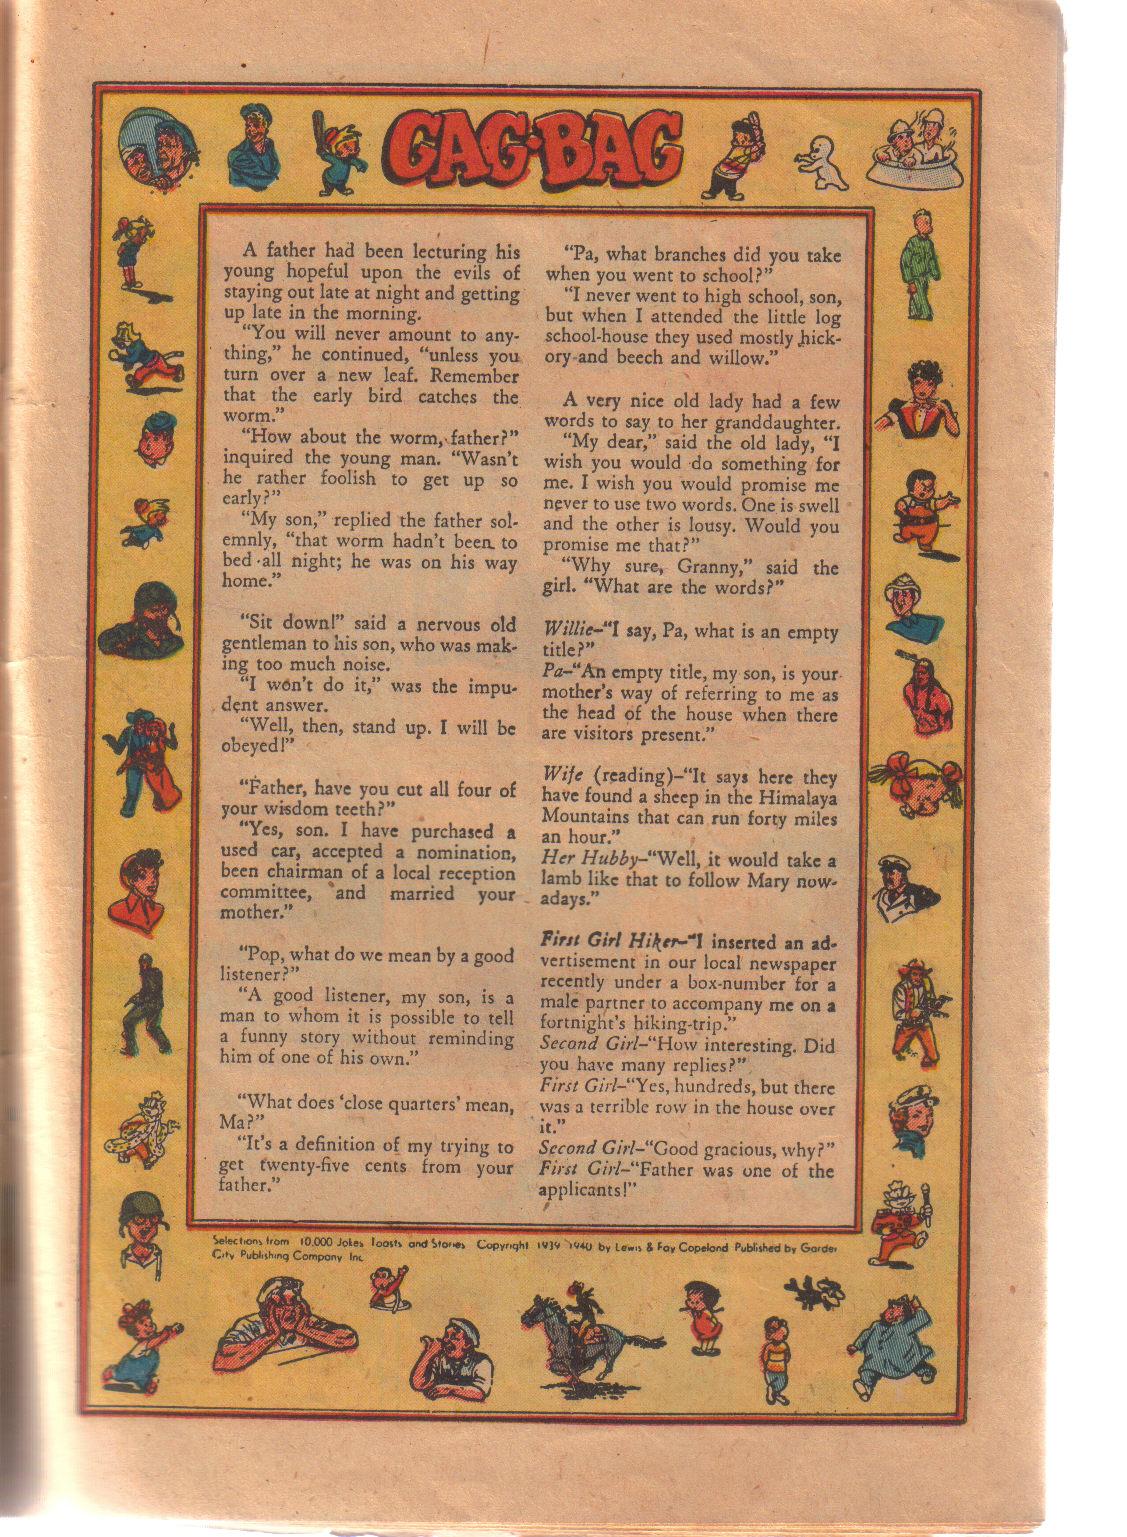 GAG·BAG
A father had been lecturing his
young hopeful upon the evils of
staying out late at night and getting
up late in the morning.
“You will never amount to any-
thing,” he continued, “unless you
turn over a new leaf. Remember
that the early bird catches the
worm.”
“How about the worm, father?”
inquired the young man. “Wasn’t
he rather foolish to get up so
early?”
“My son,” replied the father sol-
emnly, “that worm hadn’t been to
bed all night; he was on his way
home.”
“Sit down!” said a nervous old
gentleman to his son, who was mak-
ing too much noise.
“I won’t do it,” was the impu-
dent answer.
“Well, then, stand up. I will be
obeyed!”
“Father, have you cut all four of
your wisdom teeth?”
“Yes, son. I have purchased a
used car, accepted a nomination,
been chairman of a local reception
committee, and married your
mother.”
“Pop, what do we mean by a good
listener?”
“A good listener, my son, is a
man to whom it is possible to tell
a funny story without reminding
him of one of his own.”
“What does ‘close quarters’ mean,
Ma?”
“It’s a definition of my trying to
get twenty-five cents from your
father.”
“Pa, what branches did you take
when you went to school?”
“I never went to high school, son,
but when I attended the little log
school-house they used mostly hick-
ory and beech and willow.”
A very nice old lady had a few
words to say to her granddaughter.
“My dear,” said the old lady, “I
wish you would do something for
me. I wish you would promise me
never to use two words. One is swell
and the other is lousy. Would you
promise me that?”
“Why sure, Granny,” said the
girl. “What are the words?”
Willie–“I say, Pa, what is an empty
title?”
Pa–“An empty title, my son, is your
mother’s way of referring to me as
the head of the house when there
are visitors present.”
Wife (reading)–“It says here they
have found a sheep in the Himalaya
Mountains that can run forty miles
an hour.”
Her Hubby–“Well, it would take a
lamb like that to follow Mary now-
adays.”
First Girl Hiker–“I inserted an ad-
vertisement in our local newspaper
recently under a box-number for a
male partner to accompany me on a
fortnight’s hiking-trip.”
Second Girl–“How interesting. Did
you have many replies?”
First Girl–“Yes, hundreds, but there
was a terrible row in the house over
it.”
Second Girl–“Good gracious, why?”
First Girl–“Father was one of the
applicants!”
Selections from 10,000 Jokes Toasts and Stories Copyright 1939 1940 by Lewis & Fay Copeland Published by Garden
City Publishing Company Inc